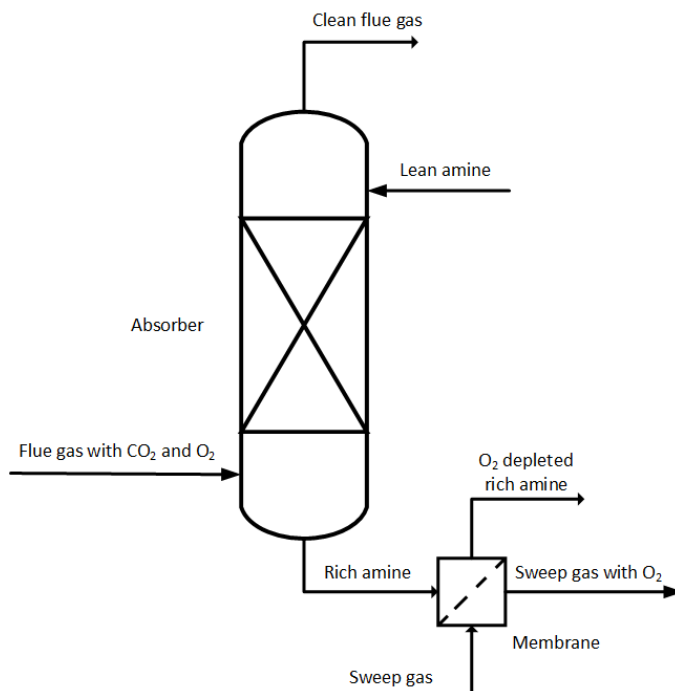 Clean flue gas
Lean amine
Absorber
Flue gas with CO₂ and O₂
O₂ depleted
rich amine
Rich amine
Sweep gas with O₂
Membrane
Sweep gas